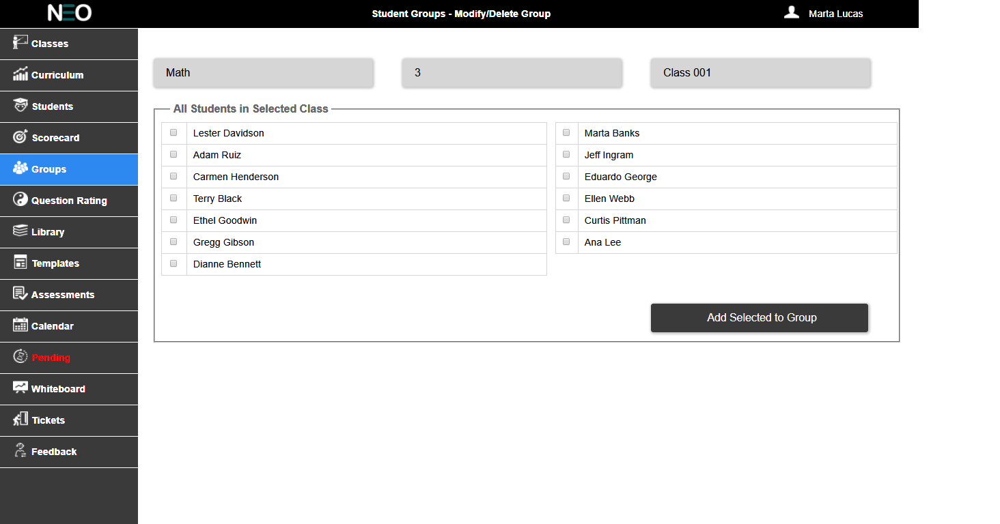 NEO
Student Groups - Modify/Delete Group
Marta Lucas
Classes
Curriculum
Students
Scorecard
Groups
Question Rating
Library
Templates
Assessments
Calendar
Pending
Whiteboard
Tickets
Feedback
Math
3
Class 001
All Students in Selected Class
Lester Davidson
Adam Ruiz
Carmen Henderson
Terry Black
Ethel Goodwin
Gregg Gibson
Dianne Bennett
Marta Banks
Jeff Ingram
Eduardo George
Ellen Webb
Curtis Pittman
Ana Lee
Add Selected to Group